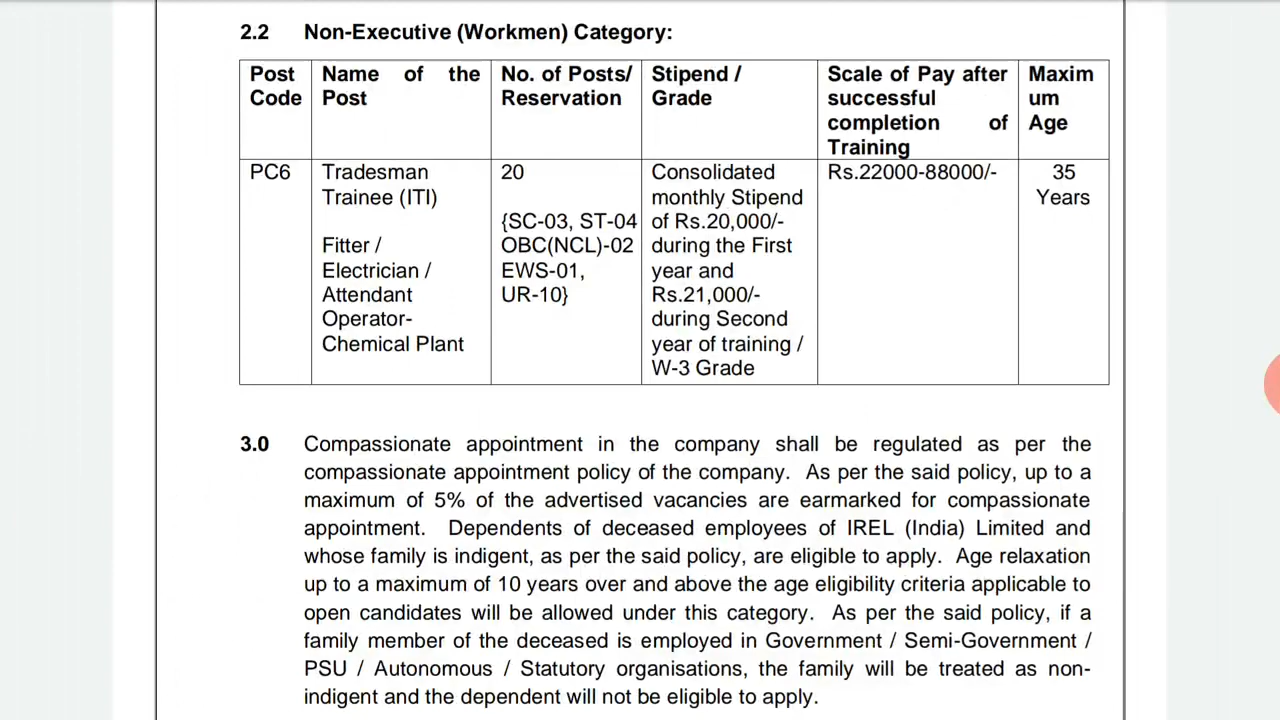 2.2 Non-Executive (Workmen) Category:
Post Code
Name of the Post
No. of Posts/ Reservation
Stipend / Grade
Scale of Pay after successful completion of Training
Maxim um Age
PC6
Tradesman
Trainee (ITI)
Fitter /
Electrician /
Attendant
Operator-
Chemical Plant
20
{SC-03, ST-04
OBC(NCL)-02
EWS-01,
UR-10}
Consolidated
monthly Stipend
of Rs.20,000/-
during the First
year and
Rs.21,000/-
during Second
year of training /
W-3 Grade
Rs.22000-88000/-
35
Years
3.0 Compassionate appointment in the company shall be regulated as per the
compassionate appointment policy of the company. As per the said policy, up to a
maximum of 5% of the advertised vacancies are earmarked for compassionate
appointment. Dependents of deceased employees of IREL (India) Limited and
whose family is indigent, as per the said policy, are eligible to apply. Age relaxation
up to a maximum of 10 years over and above the age eligibility criteria applicable to
open candidates will be allowed under this category. As per the said policy, if a
family member of the deceased is employed in Government / Semi-Government /
PSU / Autonomous / Statutory organisations, the family will be treated as non-
indigent and the dependent will not be eligible to apply.